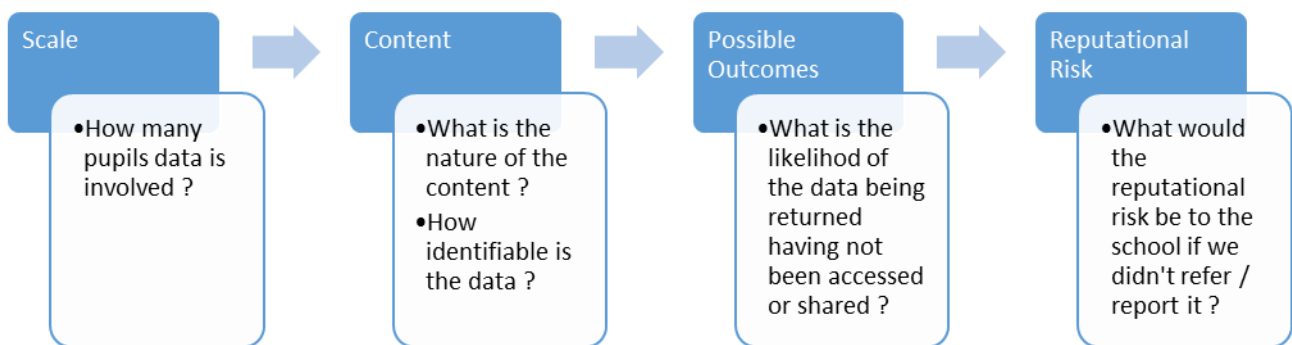 Scale
•How many
pupils data is
involved ?
Content
•What is the
nature of the
content ?
•How
identifiable is
the data ?
Possible
Outcomes
•What is the
likelihod of
the data being
returned
having not
been accessed
or shared ?
Reputational
Risk
•What would
the
reputational
risk be to the
school if we
didn't refer /
report it ?